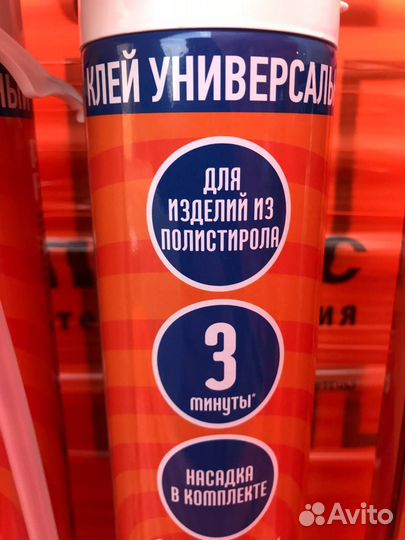 КЛЕЙ УНИВЕРСАЛЬ
ДЛЯ
ИЗДЕЛИЙ ИЗ
ПОЛИСТИРОЛА
3
МИНУТЫ*
НАСАДКА
В КОМПЛЕКТЕ
Avito